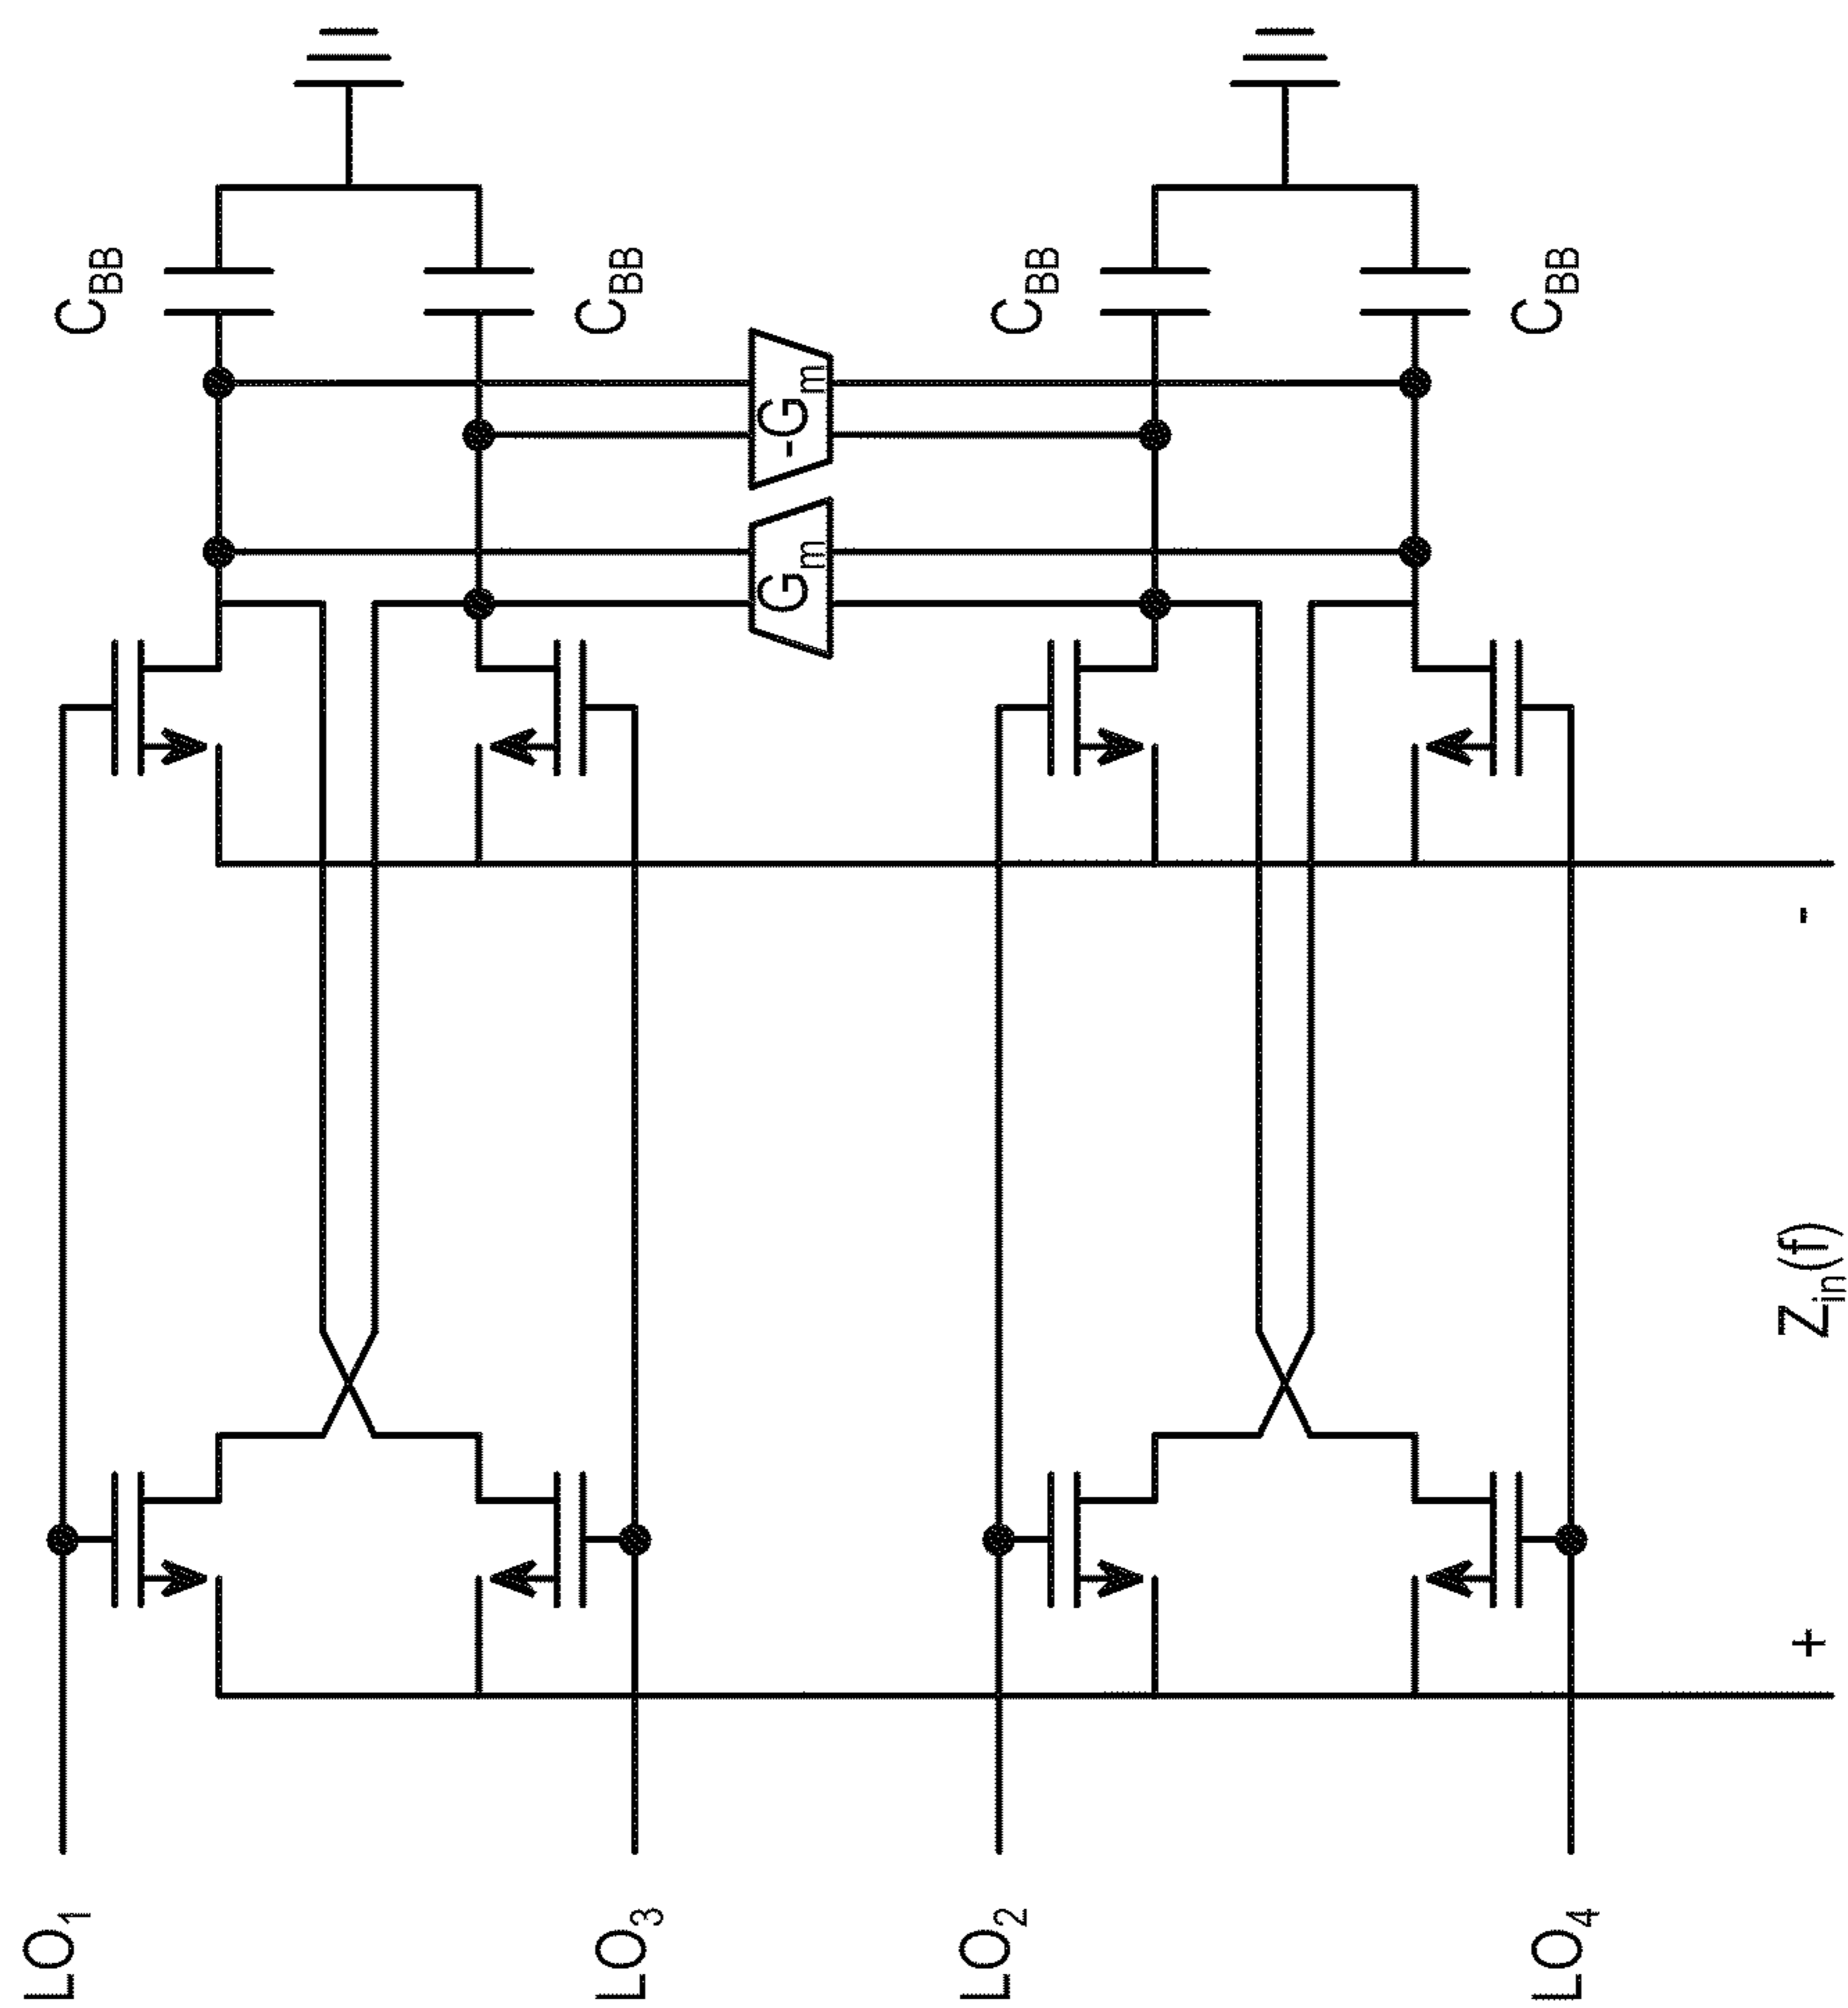 C_BB
C_BB
C_BB
C_BB
-G_m
G_m
-
Z_in(f)
+
LO_1
LO_3
LO_2
LO_4